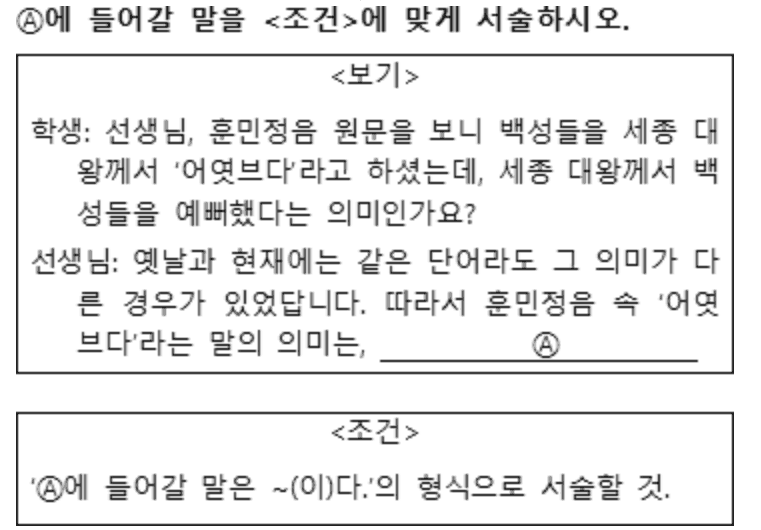 Ⓐ에 들어갈 말을 <조건>에 맞게 서술하시오.
<보기>
학생: 선생님, 훈민정음 원문을 보니 백성들을 세종 대
왕께서 '어엿브다'라고 하셨는데, 세종 대왕께서 백
성들을 예뻐했다는 의미인가요?
선생님: 옛날과 현재에는 같은 단어라도 그 의미가 다
른 경우가 있었답니다. 따라서 훈민정음 속 '어엿
브다'라는 말의 의미는, Ⓐ
<조건>
'Ⓐ에 들어갈 말은 ~(이)다.'의 형식으로 서술할 것.